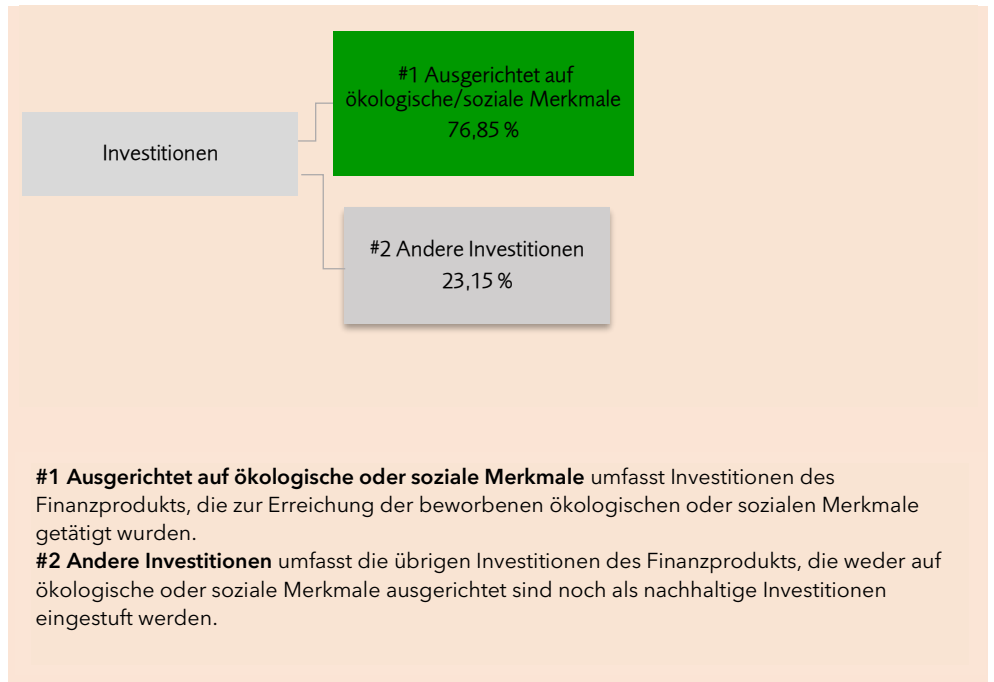 #1 Ausgerichtet auf
ökologische/soziale Merkmale
76,85 %
Investitionen
#2 Andere Investitionen
23,15 %
#1 Ausgerichtet auf ökologische oder soziale Merkmale umfasst Investitionen des
Finanzprodukts, die zur Erreichung der beworbenen ökologischen oder sozialen Merkmale
getätigt wurden.
#2 Andere Investitionen umfasst die übrigen Investitionen des Finanzprodukts, die weder auf
ökologische oder soziale Merkmale ausgerichtet sind noch als nachhaltige Investitionen
eingestuft werden.